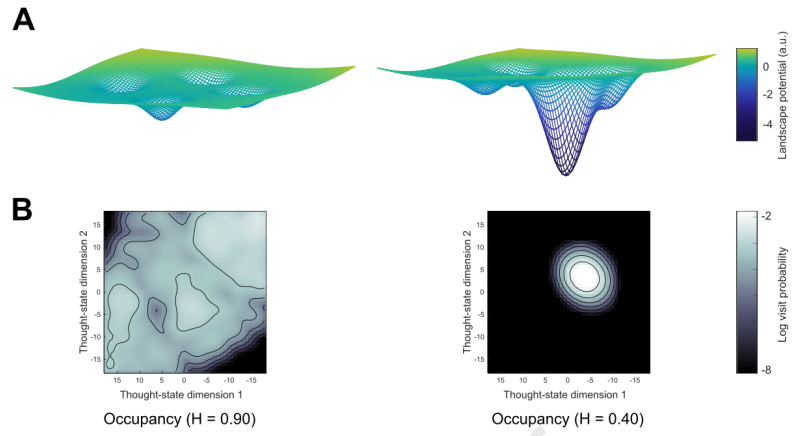 A
0
-2
-4
Landscape potential (a.u.)
B
15
10
5
0
-5
-10
-15
Thought-state dimension 2
15 10 5 0 -5 -10 -15
Thought-state dimension 1
Occupancy (H = 0.90)
15
10
5
0
-5
-10
-15
Thought-state dimension 2
15 10 5 0 -5 -10 -15
Thought-state dimension 1
Occupancy (H = 0.40)
-2
-8
Log visit probability